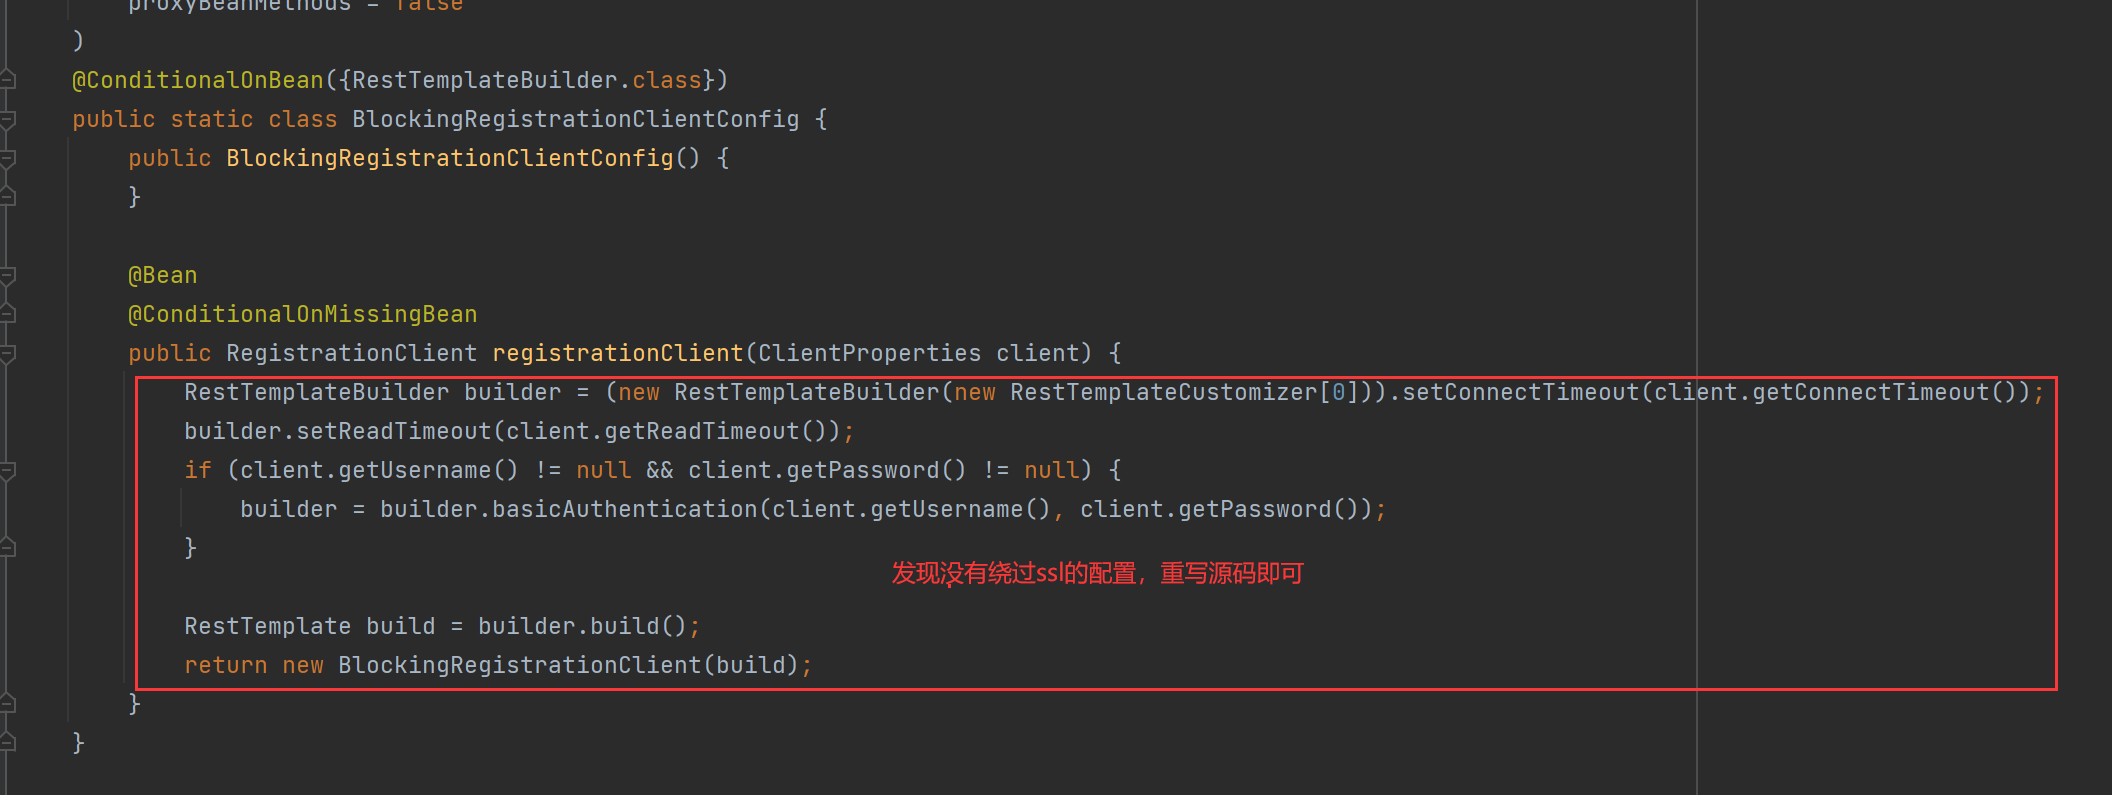 proxyBeanMethods = false
)
@ConditionalOnBean({RestTemplateBuilder.class})
public static class BlockingRegistrationClientConfig {
public BlockingRegistrationClientConfig() {
}
@Bean
@ConditionalOnMissingBean
public RegistrationClient registrationClient(ClientProperties client) {
RestTemplateBuilder builder = (new RestTemplateBuilder(new RestTemplateCustomizer[0])).setConnectTimeout(client.getConnectTimeout());
builder.setReadTimeout(client.getReadTimeout());
if (client.getUsername() != null && client.getPassword() != null) {
builder = builder.basicAuthentication(client.getUsername(), client.getPassword());
}
发现没有绕过ssl的配置，重写源码即可
RestTemplate build = builder.build();
return new BlockingRegistrationClient(build);
}
}